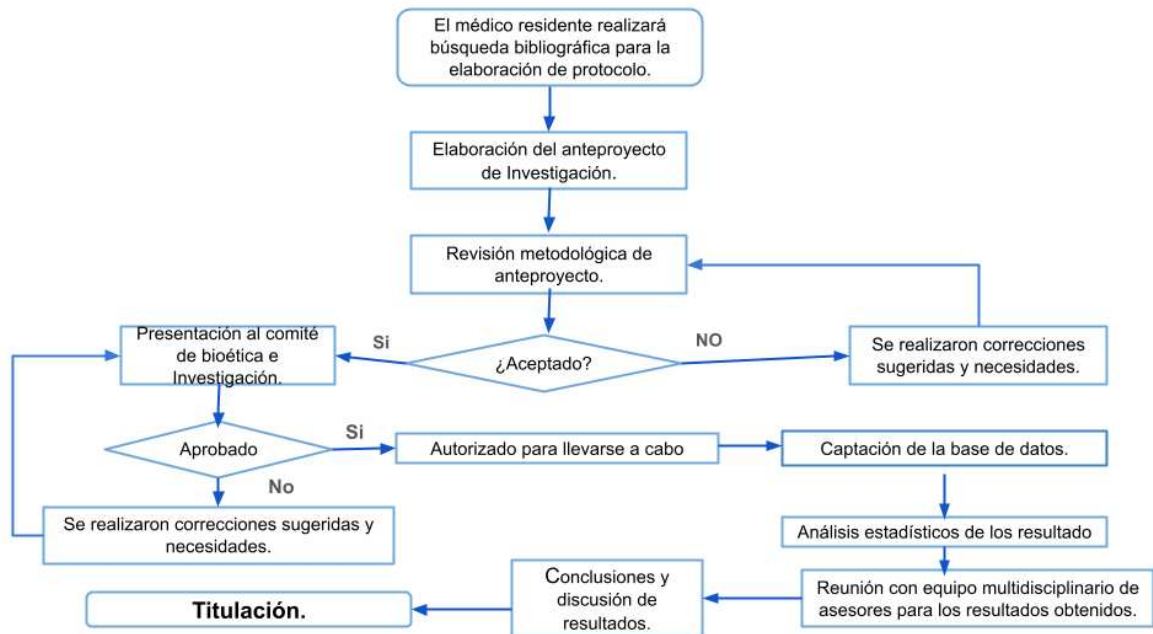 El médico residente realizará
búsqueda bibliográfica para la
elaboración de protocolo.
Elaboración del anteproyecto
de Investigación.
Revisión metodológica de
anteproyecto.
¿Aceptado?
Si
NO
Presentación al comité
de bioética e
Investigación.
Se realizaron correcciones
sugeridas y necesidades.
Aprobado
Si
No
Autorizado para llevarse a cabo
Captación de la base de datos.
Se realizaron correcciones sugeridas y
necesidades.
Análisis estadísticos de los resultado
Reunión con equipo multidisciplinario de
asesores para los resultados obtenidos.
Conclusiones y
discusión de
resultados.
Titulación.